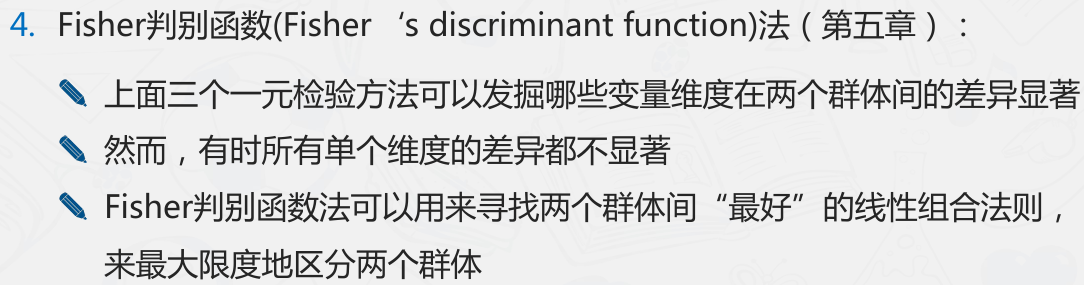 4. Fisher判别函数(Fisher ‘s discriminant function)法（第五章）：
上面三个一元检验方法可以发掘哪些变量维度在两个群体间的差异显著
然而，有时所有单个维度的差异都不显著
Fisher判别函数法可以用来寻找两个群体间“最好”的线性组合法则，
来最大限度地区分两个群体